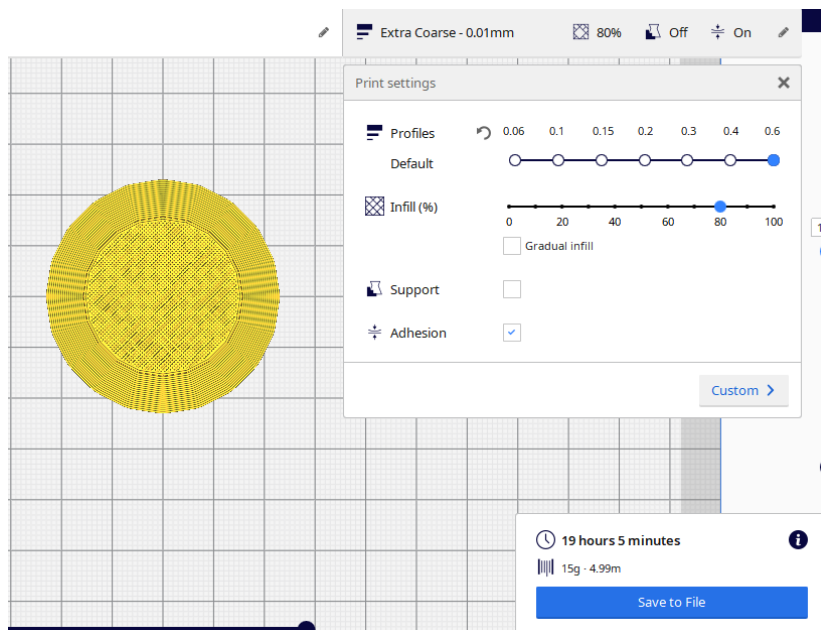 Extra Coarse - 0.01mm 80% Off On
Print settings
Profiles 0.06 0.1 0.15 0.2 0.3 0.4 0.6
Default
Infill (%)
0 20 40 60 80 100
Gradual infill
Support
Adhesion
Custom
19 hours 5 minutes
15g · 4.99m
Save to File